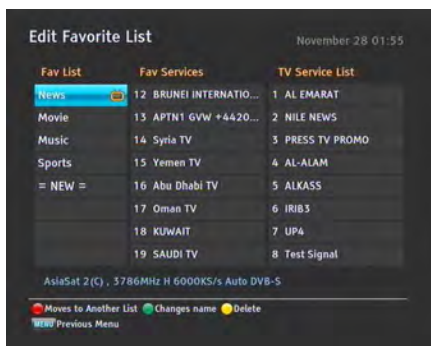 Edit Favorite List November 28 01:55
Fav List Fav Services TV Service List
News 12 BRUNEI INTERNATIO... 1 AL EMARAT
Movie 13 APTN1 GVW +4420... 2 NILE NEWS
Music 14 Syria TV 3 PRESS TV PROMO
Sports 15 Yemen TV 4 AL-ALAM
= NEW = 16 Abu Dhabi TV 5 ALKASS
17 Oman TV 6 IRIB3
18 KUWAIT 7 UP4
19 SAUDI TV 8 Test Signal
AsiaSat 2(C) , 3786MHz H 6000KS/s Auto DVB-S
Moves to Another List Changes name Delete
MENU Previous Menu